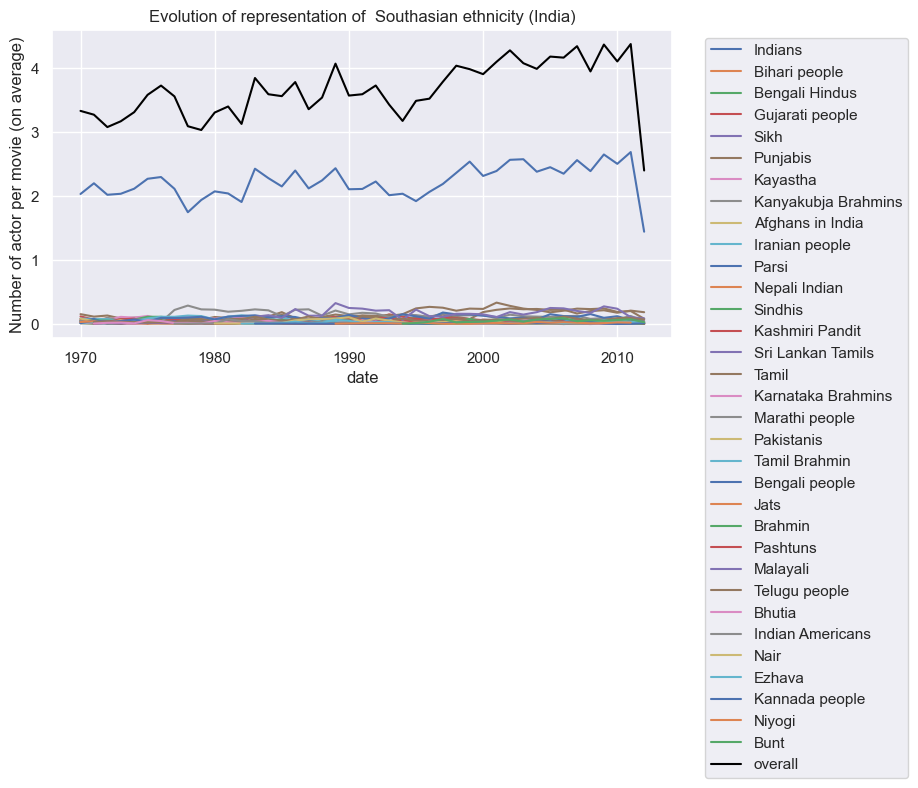 Evolution of representation of  Southasian ethnicity (India)
Number of actor per movie (on average)
4
3
2
1
0
1970
1980
1990
2000
2010
date
Indians
Bihari people
Bengali Hindus
Gujarati people
Sikh
Punjabis
Kayastha
Kanyakubja Brahmins
Afghans in India
Iranian people
Parsi
Nepali Indian
Sindhis
Kashmiri Pandit
Sri Lankan Tamils
Tamil
Karnataka Brahmins
Marathi people
Pakistanis
Tamil Brahmin
Bengali people
Jats
Brahmin
Pashtuns
Malayali
Telugu people
Bhutia
Indian Americans
Nair
Ezhava
Kannada people
Niyogi
Bunt
overall